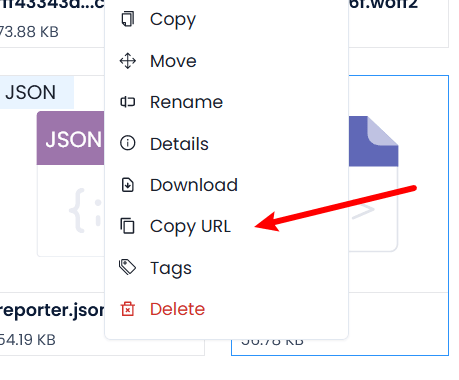 ff43343d...c
6f.woff2
73.88 KB
Copy
Move
JSON
Rename
JSON
Details
Download
Copy URL
Tags
reporter.json
Delete
54.19 KB
56.78 KB